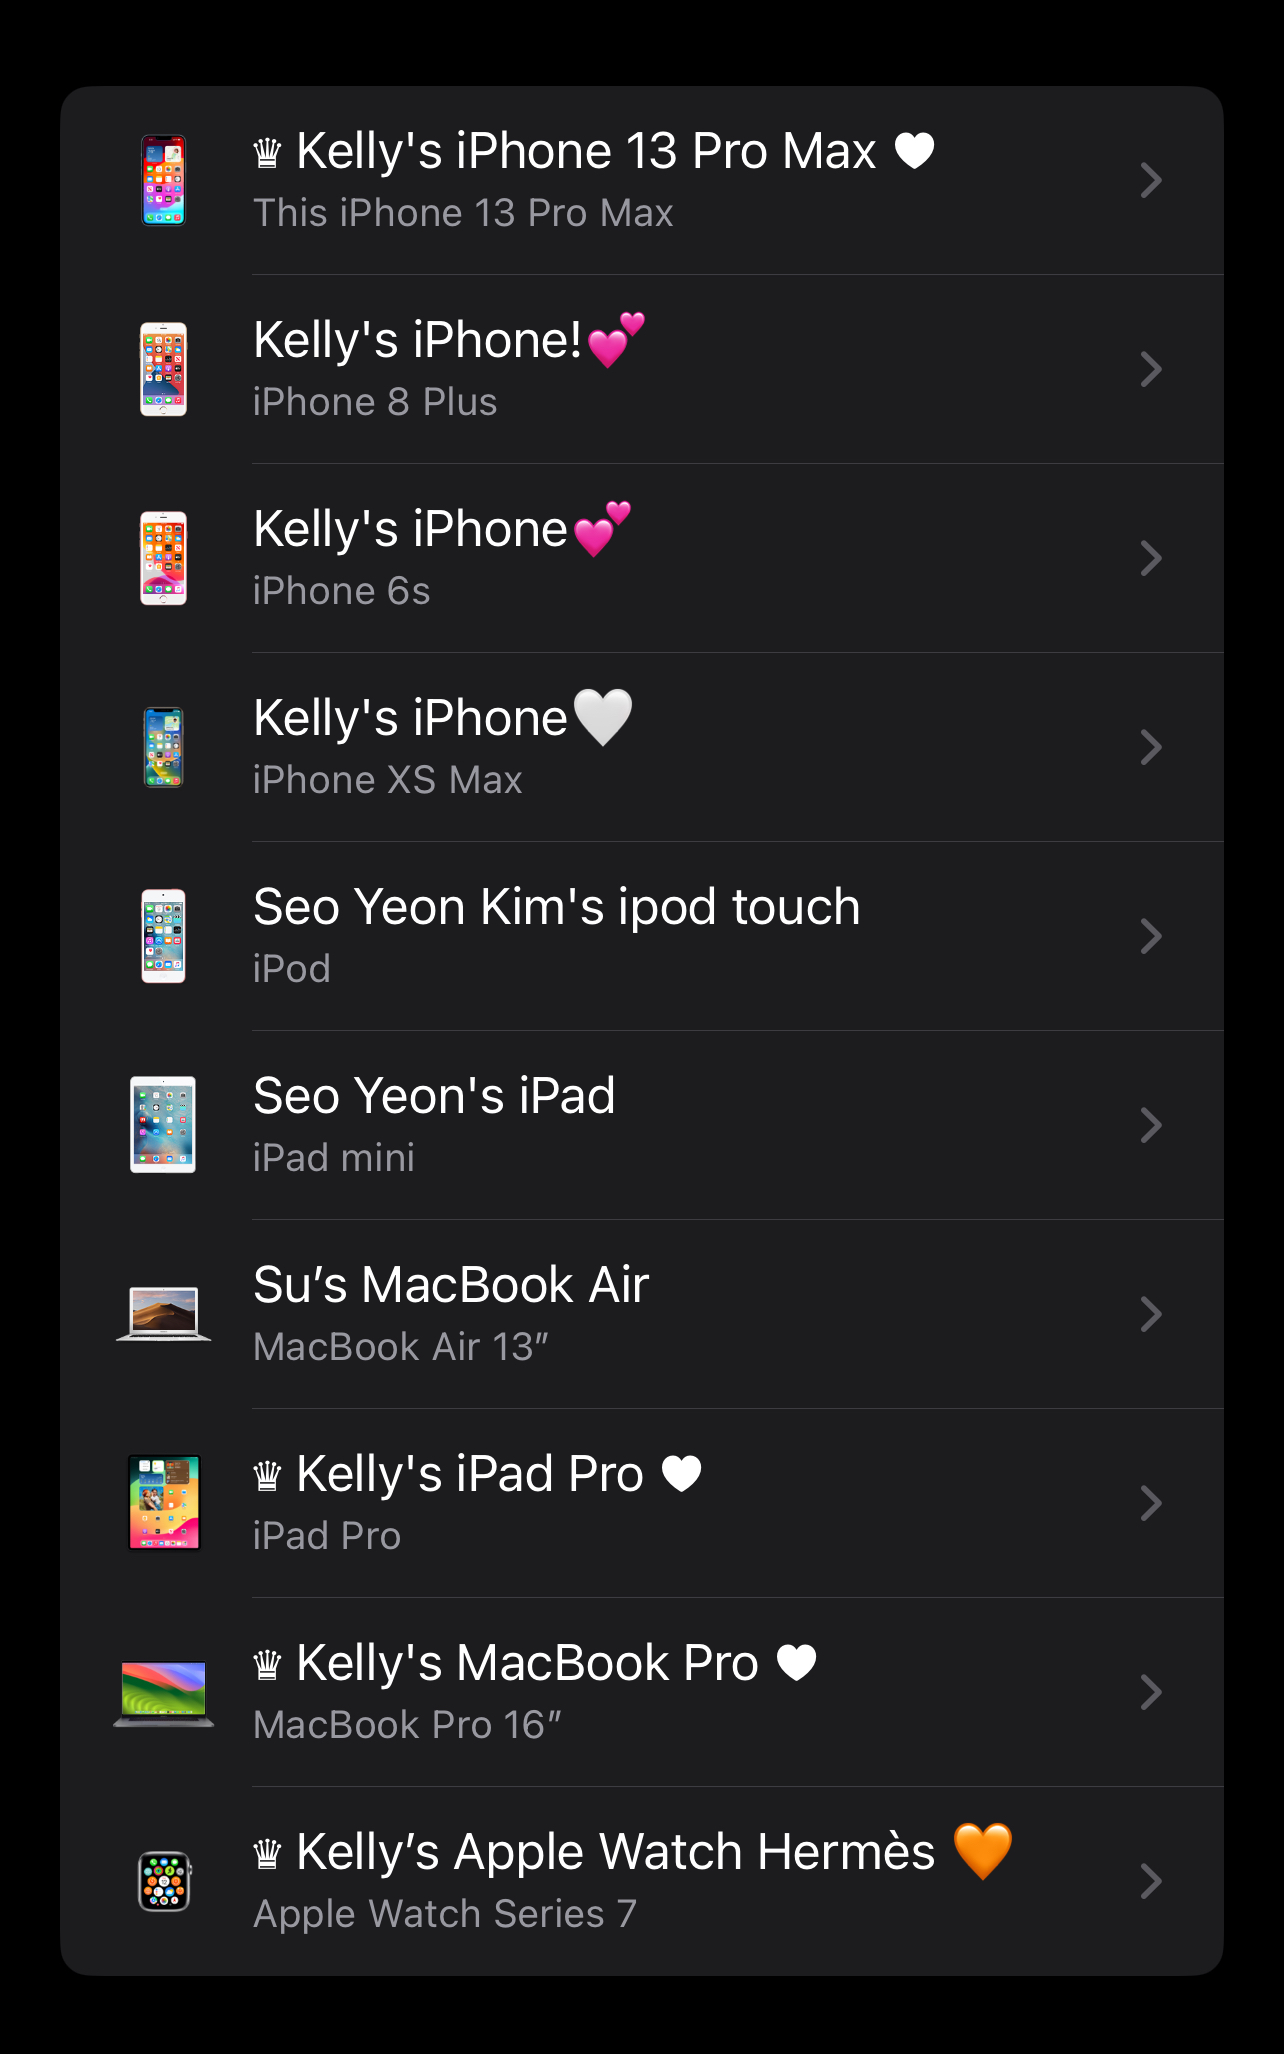 ♛ Kelly's iPhone 13 Pro Max ♥
This iPhone 13 Pro Max
Kelly's iPhone!💕
iPhone 8 Plus
Kelly's iPhone💕
iPhone 6s
Kelly's iPhone🤍
iPhone XS Max
Seo Yeon Kim's ipod touch
iPod
Seo Yeon's iPad
iPad mini
Su’s MacBook Air
MacBook Air 13″
♛ Kelly's iPad Pro ♥
iPad Pro
♛ Kelly's MacBook Pro ♥
MacBook Pro 16″
♛ Kelly’s Apple Watch Hermès 🧡
Apple Watch Series 7